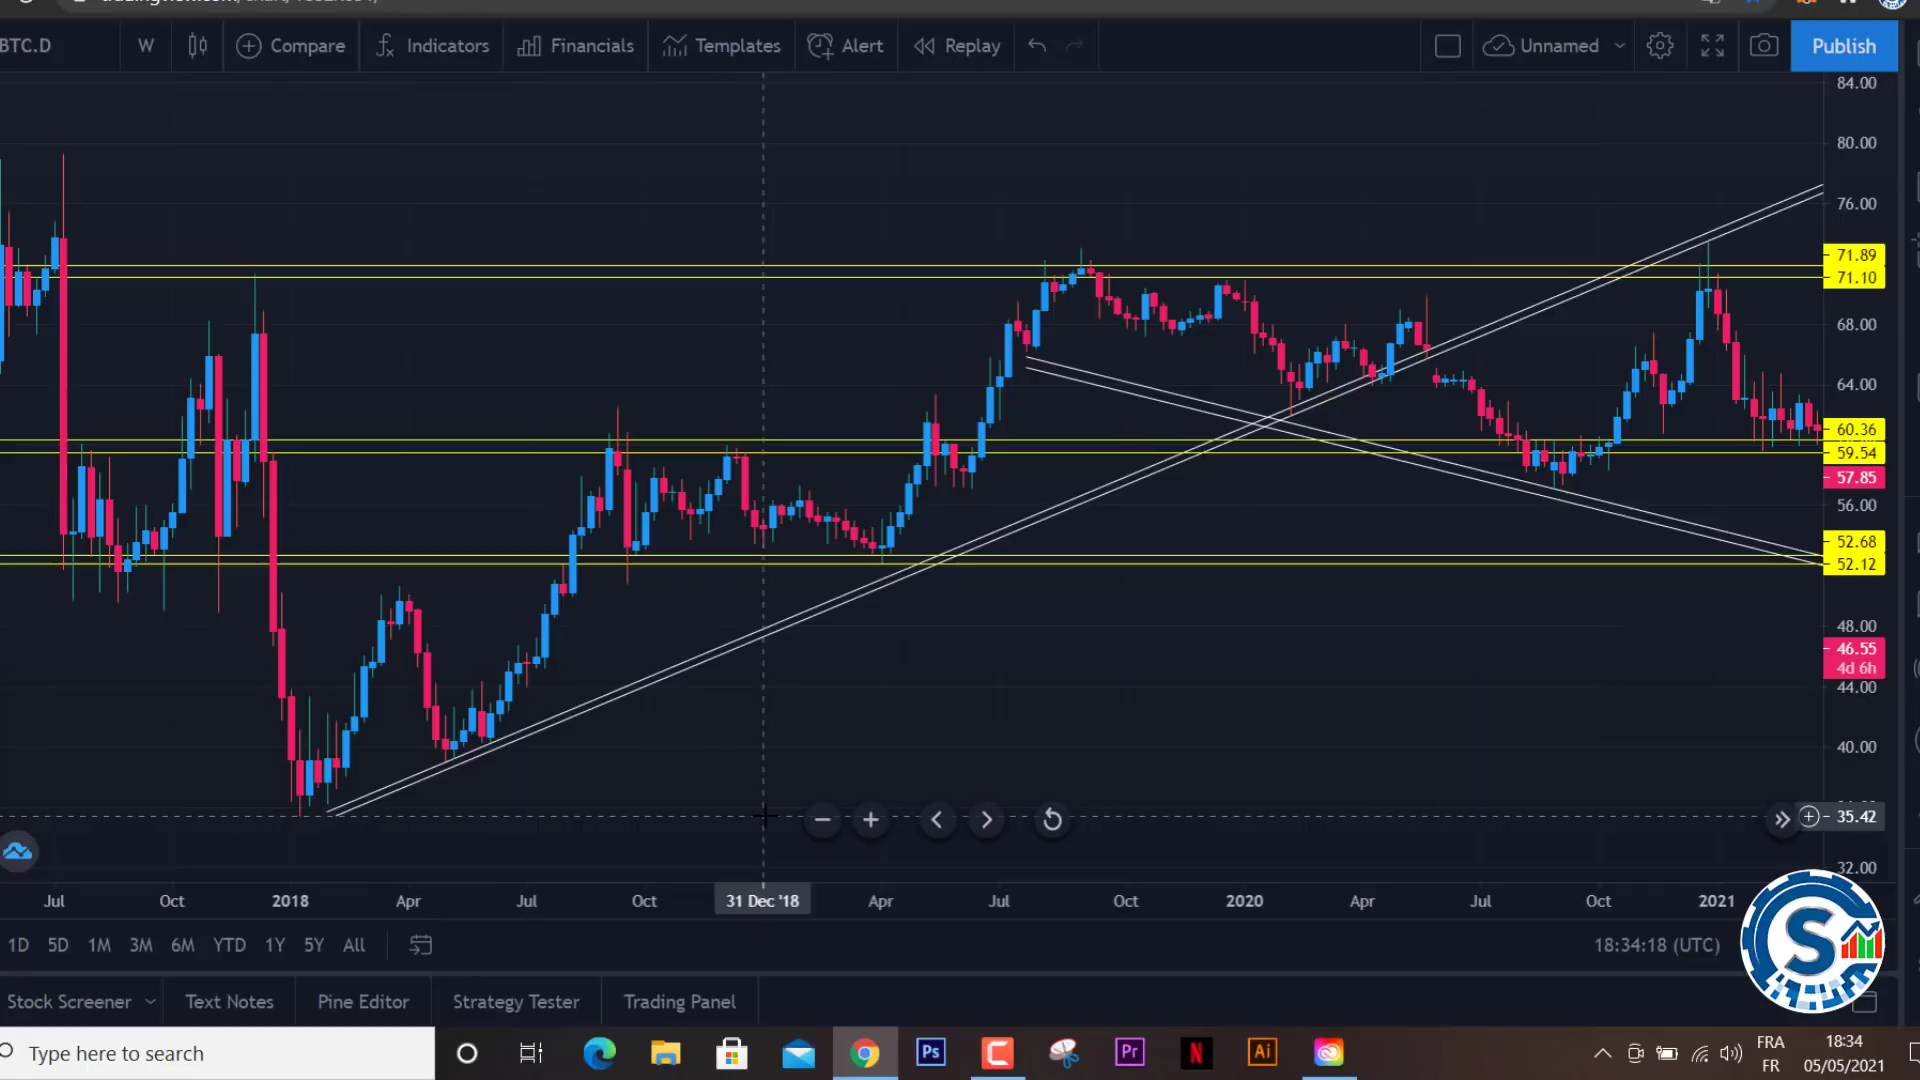 BTC.D W Compare Indicators Financials Templates Alert Replay Unnamed Publish
84.00
80.00
76.00
71.89
71.10
68.00
64.00
60.36
59.54
57.85
56.00
52.68
52.12
48.00
46.55
4d 6h
44.00
40.00
35.42
32.00
Jul Oct 2018 Apr Jul Oct 31 Dec '18 Apr Jul Oct 2020 Apr Jul Oct 2021
1D 5D 1M 3M 6M YTD 1Y 5Y All 18:34:18 (UTC)
S
Stock Screener Text Notes Pine Editor Strategy Tester Trading Panel
Type here to search Ps Pr N Ai FRA 18:34
FR 05/05/2021